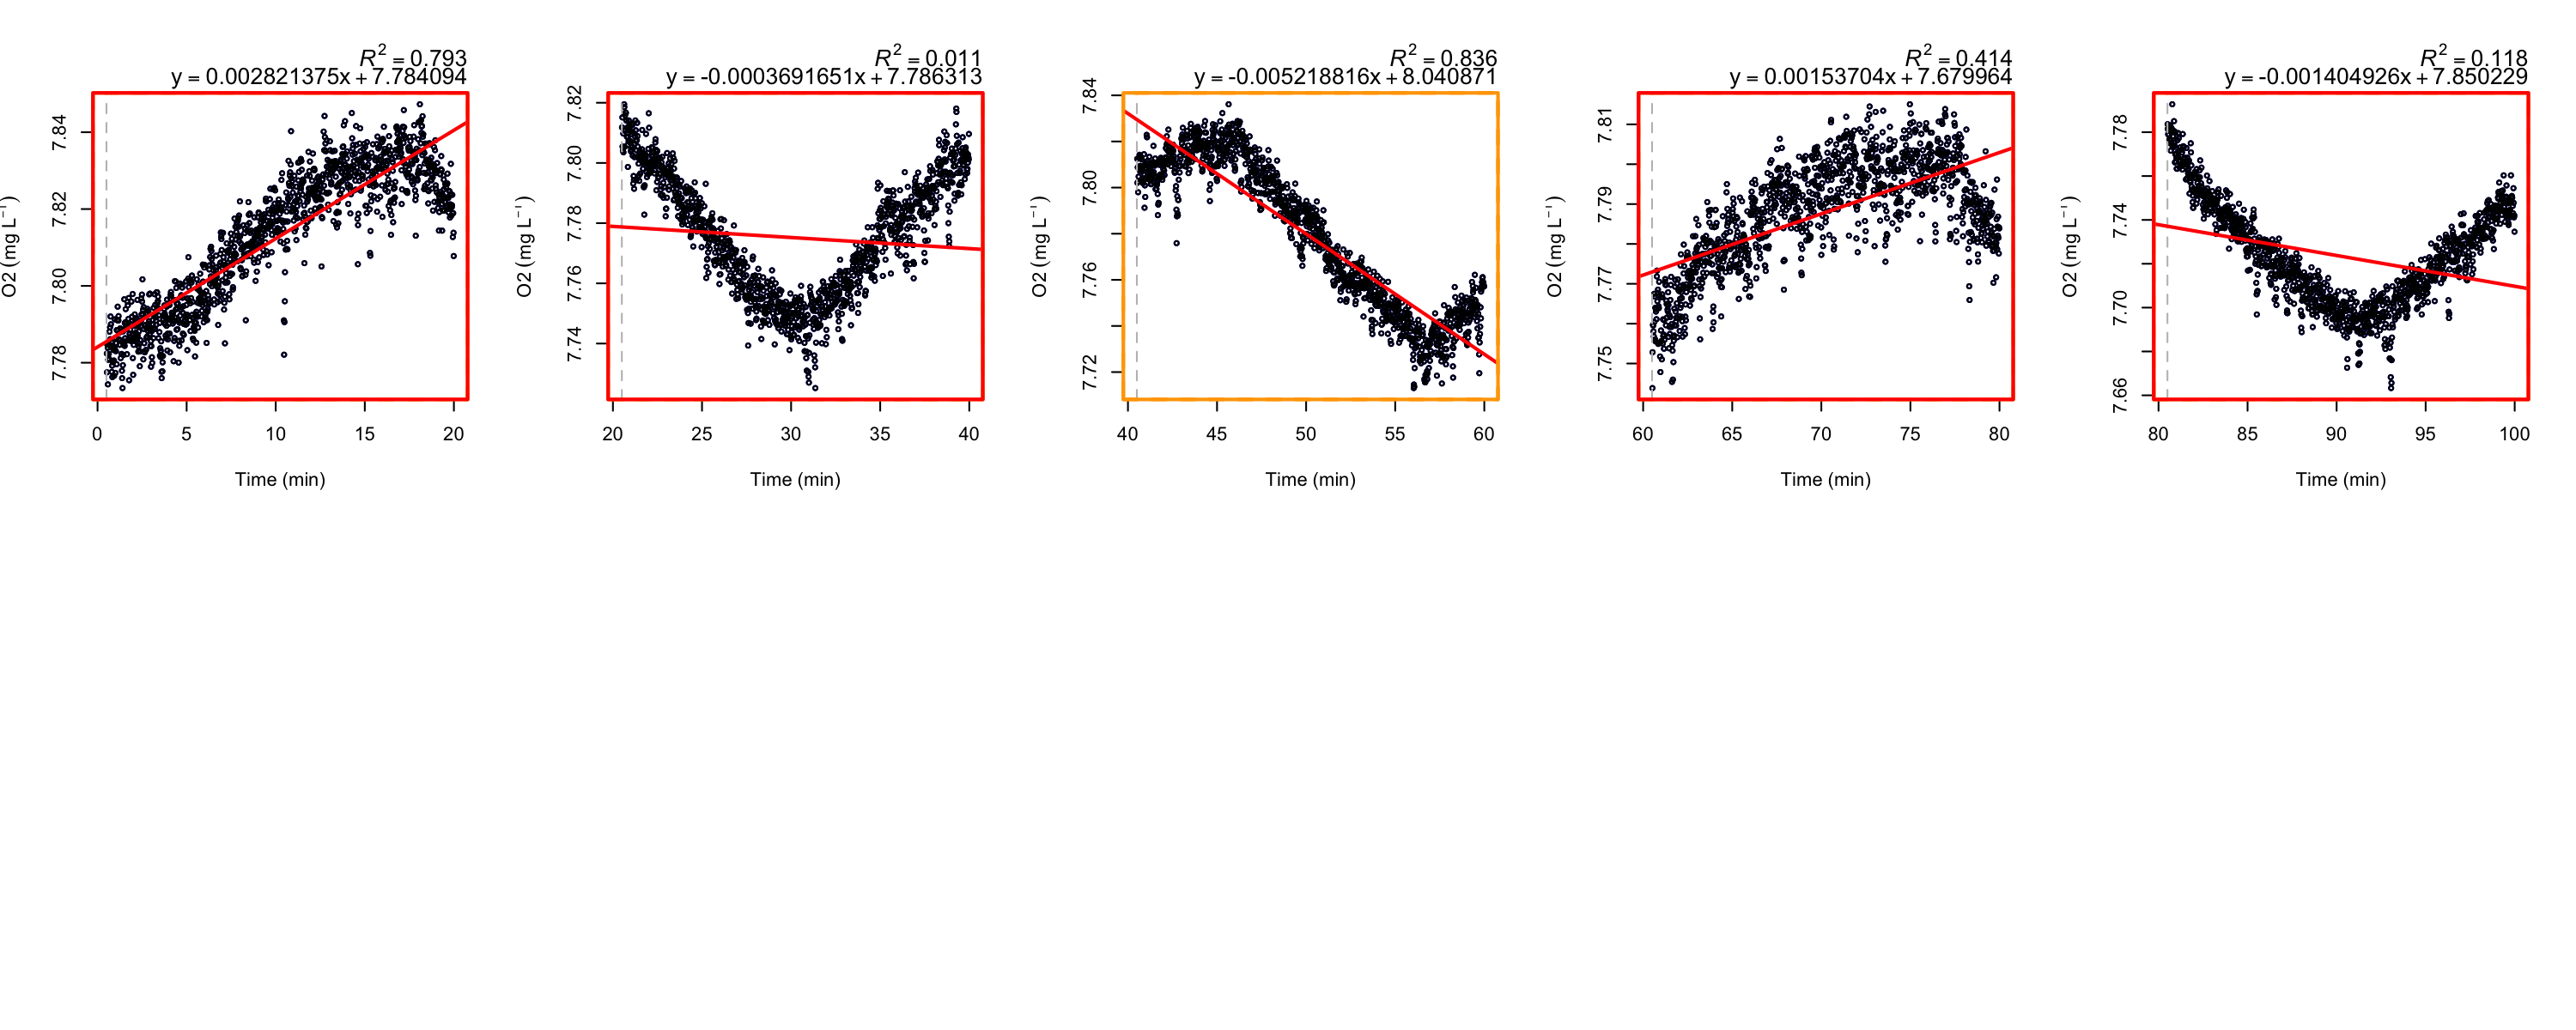 R² = 0.793
y = 0.002821375x + 7.784094
O2 (mg L⁻¹)
7.84
7.82
7.80
7.78
0 5 10 15 20
Time (min)
R² = 0.011
y = -0.0003691651x + 7.786313
O2 (mg L⁻¹)
7.82
7.80
7.78
7.76
7.74
20 25 30 35 40
Time (min)
R² = 0.836
y = -0.005218816x + 8.040871
O2 (mg L⁻¹)
7.84
7.80
7.76
7.72
40 45 50 55 60
Time (min)
R² = 0.414
y = 0.00153704x + 7.679964
O2 (mg L⁻¹)
7.81
7.79
7.77
7.75
60 65 70 75 80
Time (min)
R² = 0.118
y = -0.001404926x + 7.850229
O2 (mg L⁻¹)
7.78
7.74
7.70
7.66
80 85 90 95 100
Time (min)